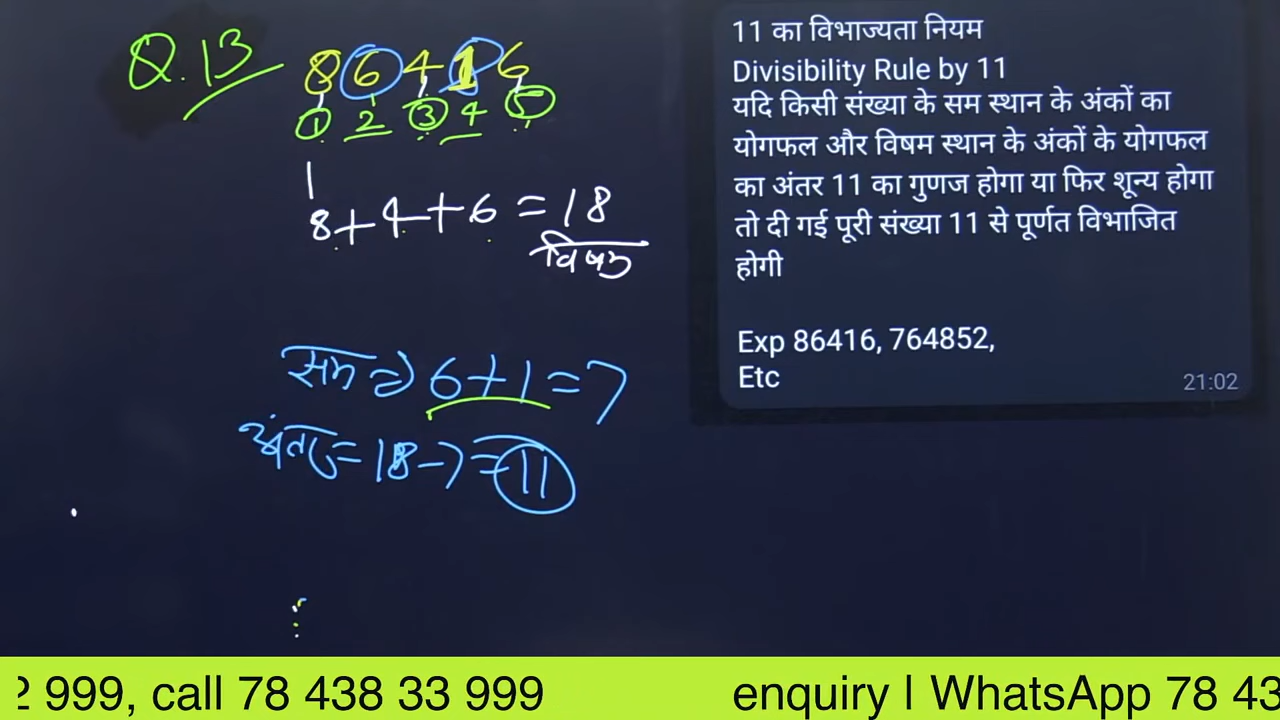 Q.13
86416
1 2 3 4 5
8+4+6 = 18
विषम
सम ⇒ 6+1=7
अंतर = 18-7 = 11
11 का विभाज्यता नियम
Divisibility Rule by 11
यदि किसी संख्या के सम स्थान के अंकों का
योगफल और विषम स्थान के अंकों के योगफल
का अंतर 11 का गुणज होगा या फिर शून्य होगा
तो दी गई पूरी संख्या 11 से पूर्णत विभाजित
होगी
Exp 86416, 764852,
Etc
21:02
2 999, call 78 438 33 999 enquiry I WhatsApp 78 43